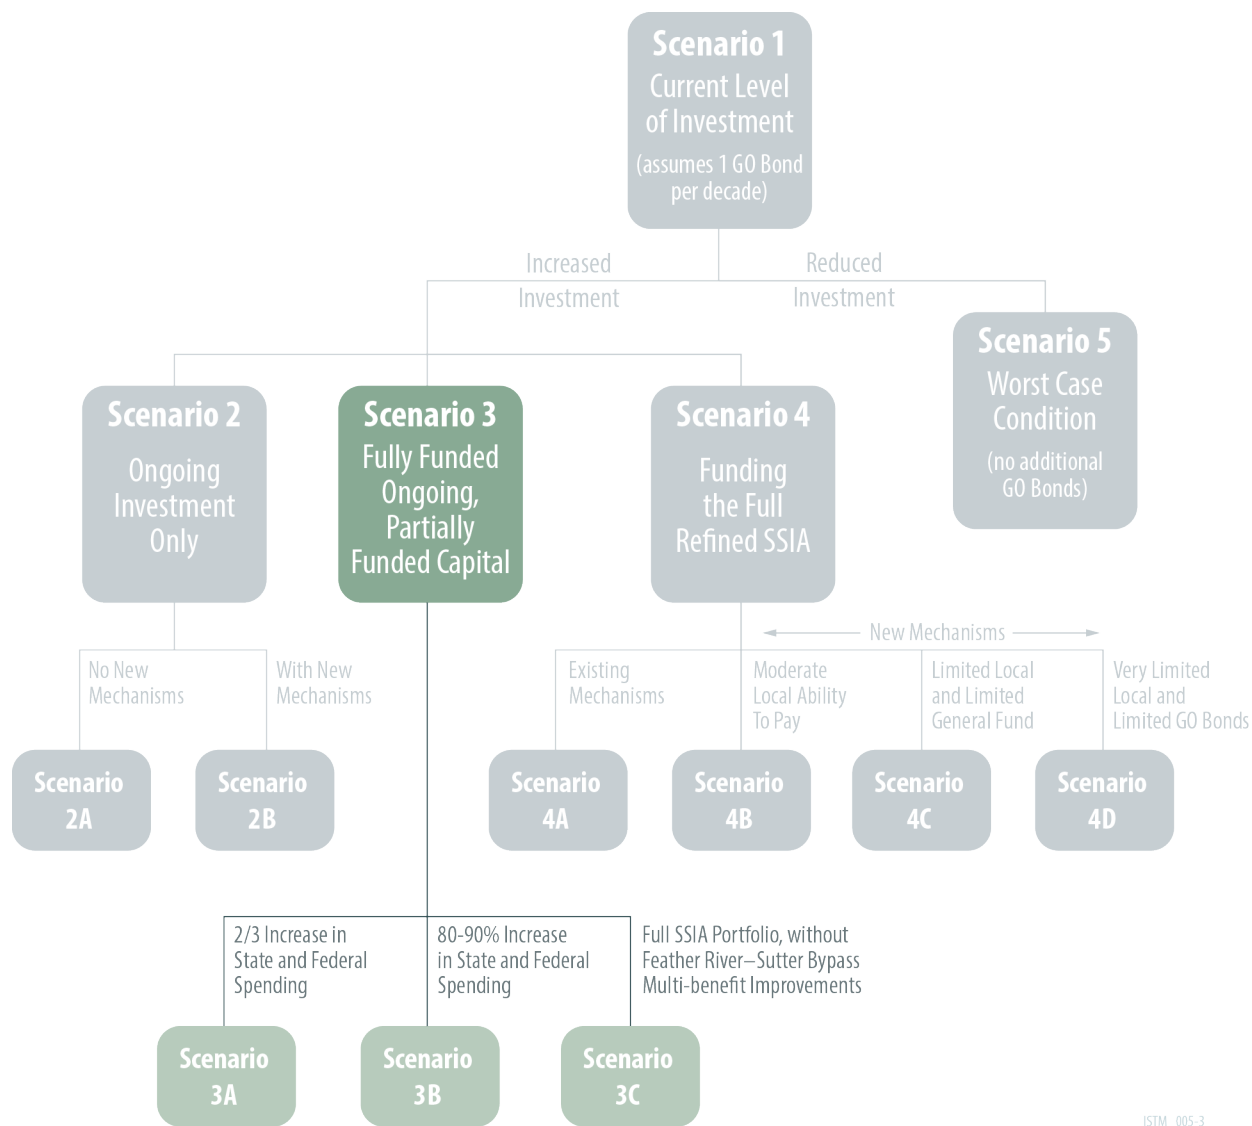 Scenario 1
Current Level
of Investment
(assumes 1 GO Bond
per decade)
Increased
Investment
Reduced
Investment
Scenario 2
Ongoing
Investment
Only
Scenario 3
Fully Funded
Ongoing,
Partially
Funded Capital
Scenario 4
Funding
the Full
Refined SSIA
Scenario 5
Worst Case
Condition
(no additional
GO Bonds)
New Mechanisms
No New
Mechanisms
With New
Mechanisms
Existing
Mechanisms
Moderate
Local Ability
To Pay
Limited Local
and Limited
General Fund
Very Limited
Local and
Limited GO Bonds
Scenario
2A
Scenario
2B
Scenario
4A
Scenario
4B
Scenario
4C
Scenario
4D
2/3 Increase in
State and Federal
Spending
80-90% Increase
in State and Federal
Spending
Full SSIA Portfolio, without
Feather River–Sutter Bypass
Multi-benefit Improvements
Scenario
3A
Scenario
3B
Scenario
3C
ISTM_005-3